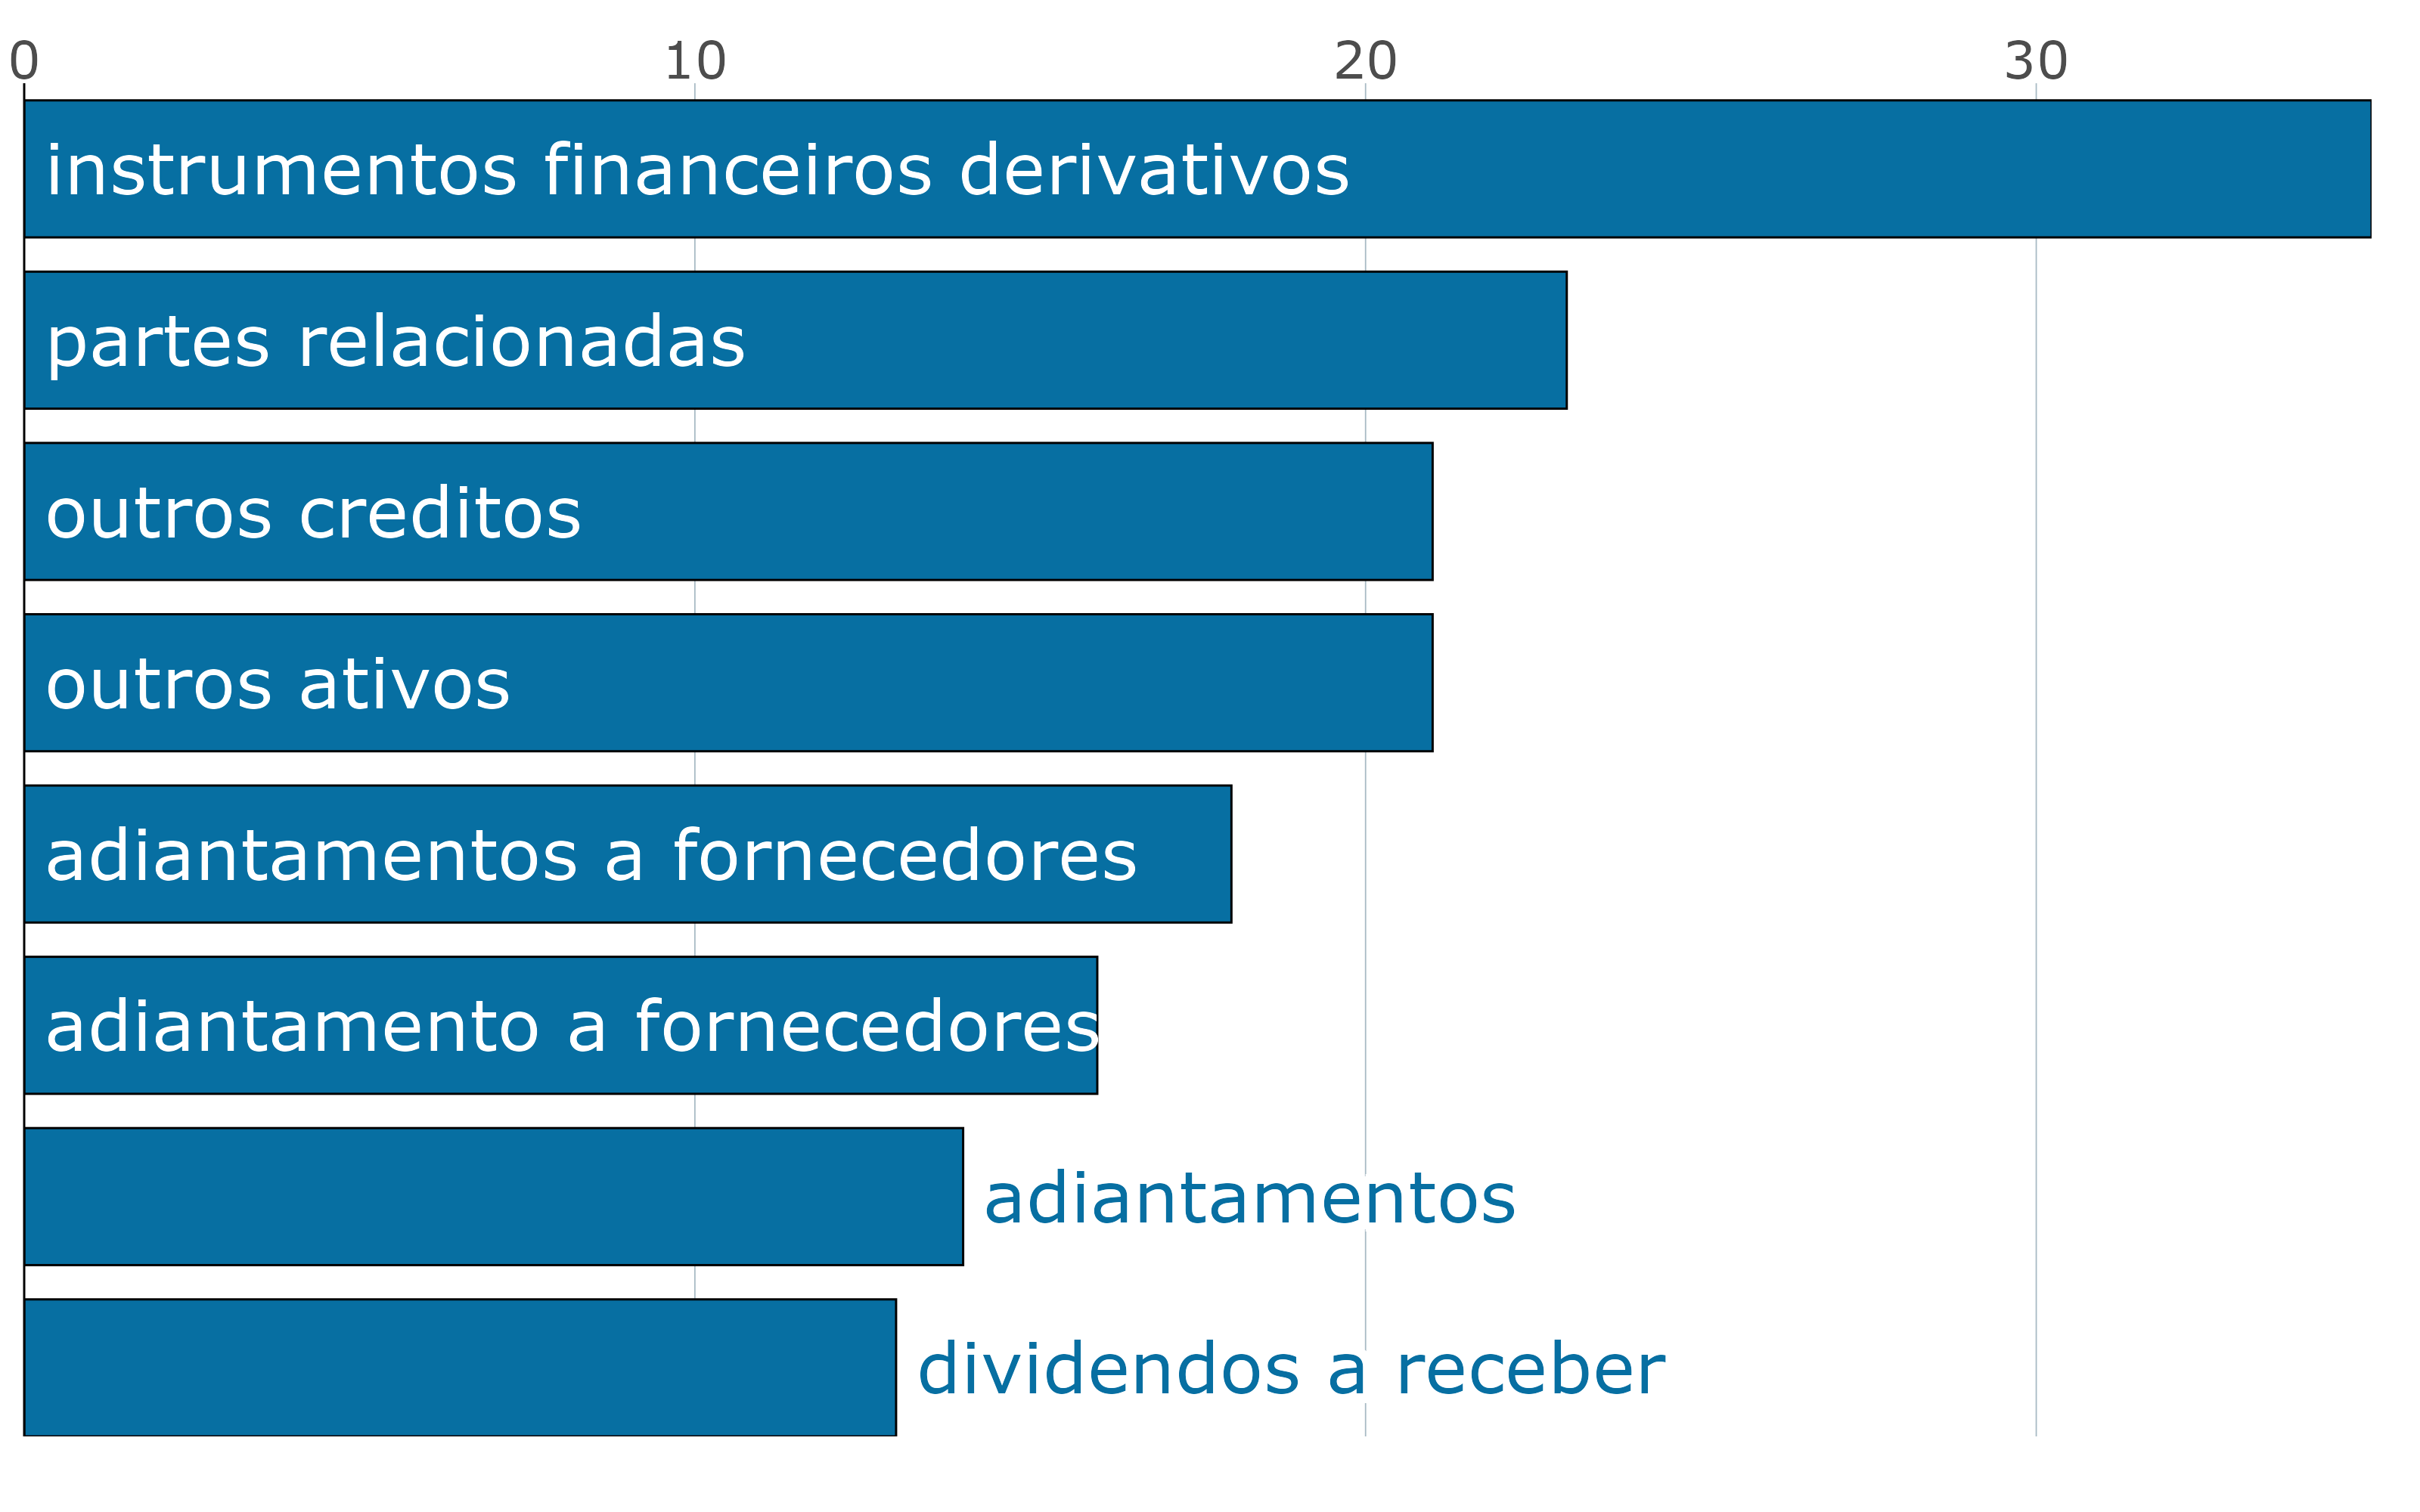 0 10 20 30
instrumentos financeiros derivativos
partes relacionadas
outros creditos
outros ativos
adiantamentos a fornecedores
adiantamento a fornecedores
adiantamentos
dividendos a receber